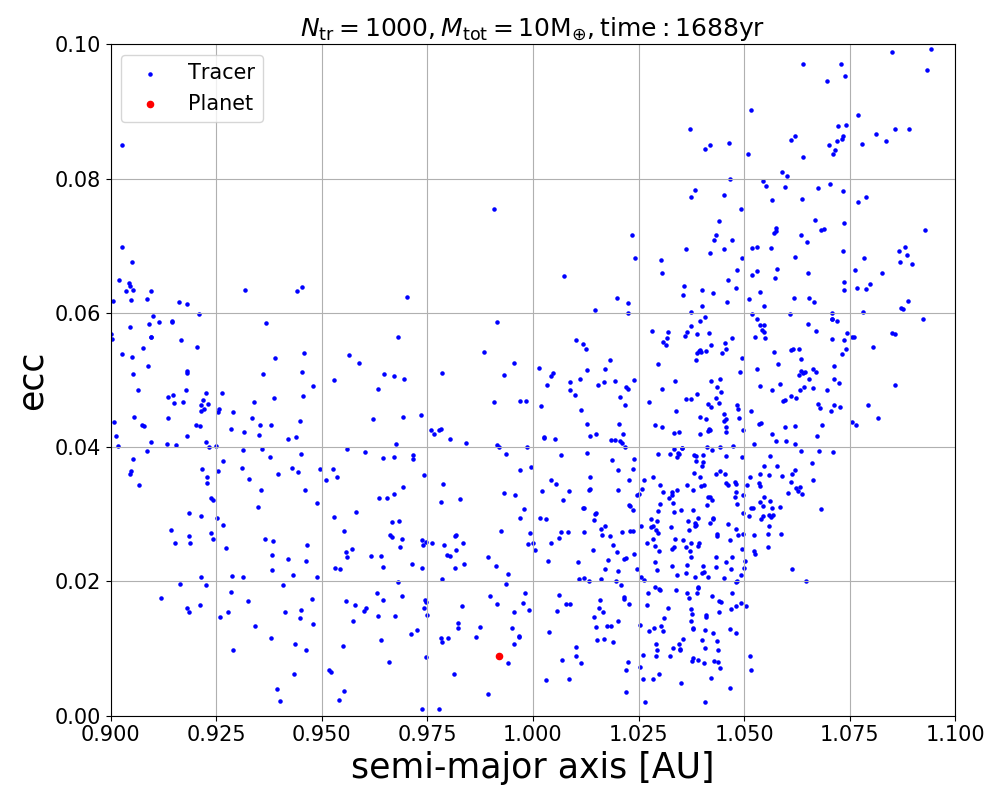 N_tr = 1000, M_tot = 10M_⊕, time : 1688yr
Tracer
Planet
ecc
0.10
0.08
0.06
0.04
0.02
0.00
0.900 0.925 0.950 0.975 1.000 1.025 1.050 1.075 1.100
semi-major axis [AU]